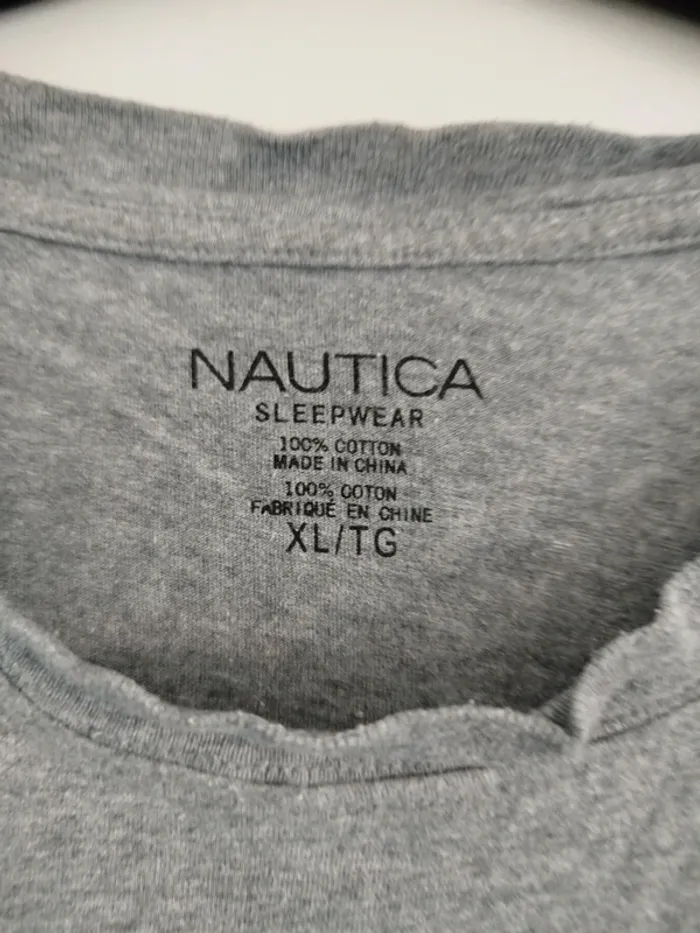 NAUTICA
SLEEPWEAR
100% COTTON
MADE IN CHINA
100% COTON
FABRIQUÉ EN CHINE
XL/TG